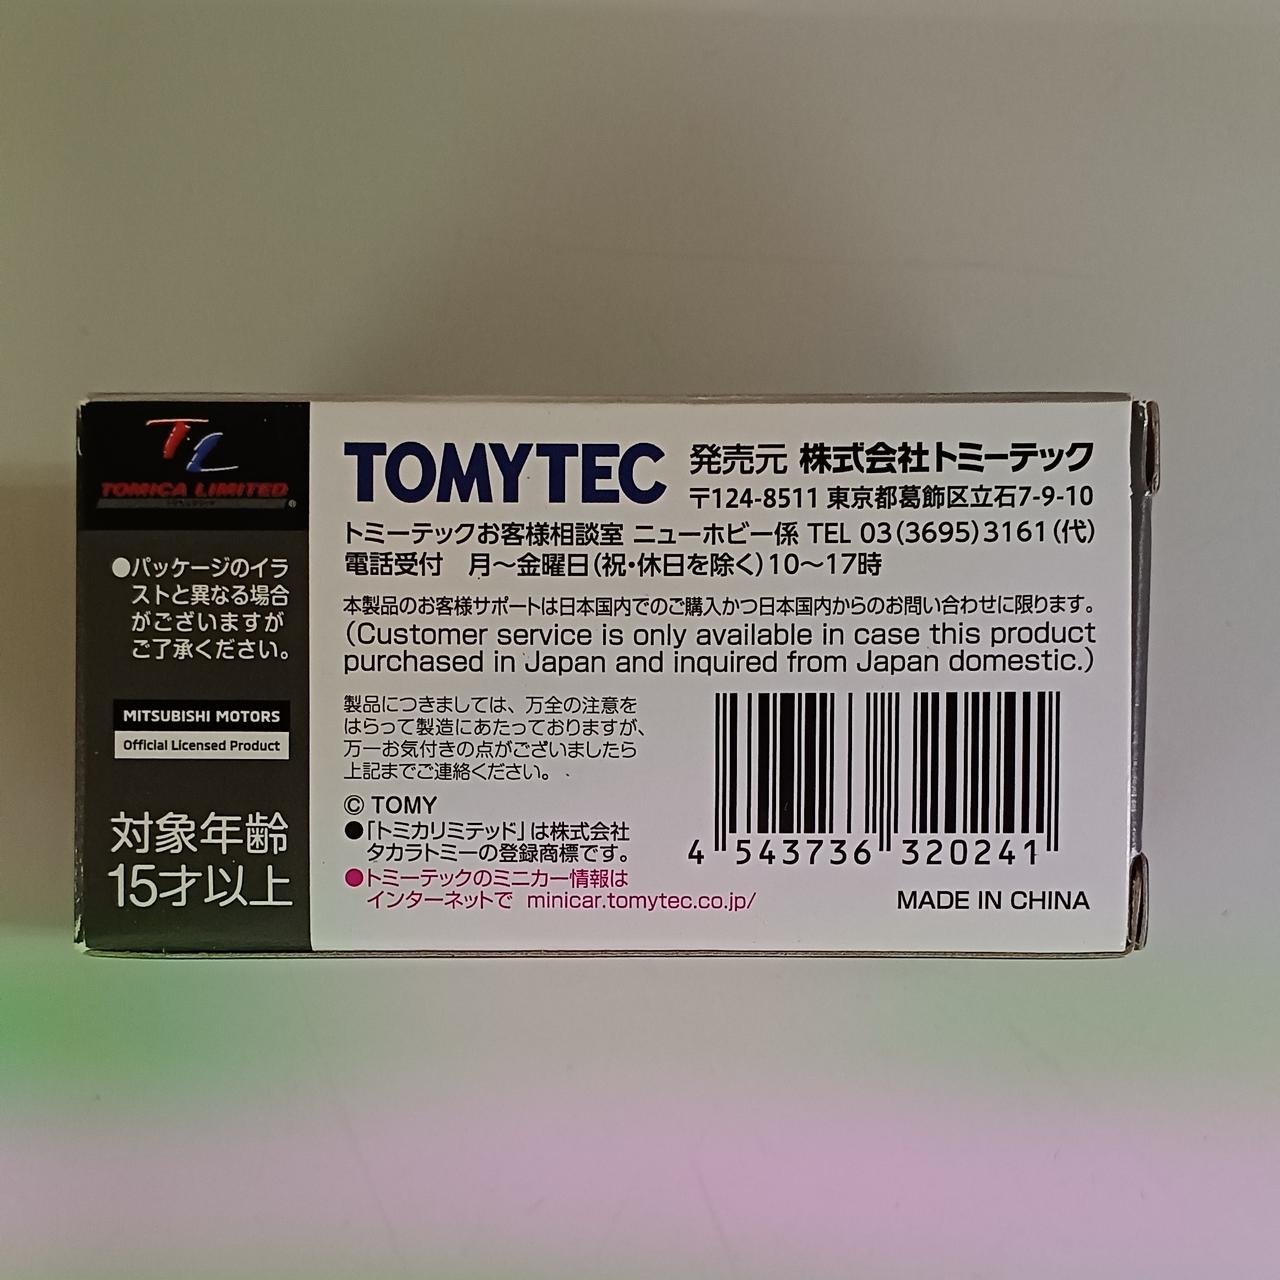 TL
TOMICA LIMITED
●パッケージのイラ
ストと異なる場合
がございますが
ご了承ください。
MITSUBISHI MOTORS
Official Licensed Product
対象年齢
15才以上
TOMYTEC 発売元 株式会社トミーテック
〒124-8511 東京都葛飾区立石7-9-10
トミーテックお客様相談室 ニューホビー係 TEL 03(3695)3161(代)
電話受付 月〜金曜日(祝・休日を除く)10〜17時
本製品のお客様サポートは日本国内でのご購入かつ日本国内からのお問い合わせに限ります。
(Customer service is only available in case this product
purchased in Japan and inquired from Japan domestic.)
製品につきましては、万全の注意を
はらって製造にあたっておりますが、
万一お気付きの点がございましたら
上記までご連絡ください。
© TOMY
●「トミカリミテッド」は株式会社
タカラトミーの登録商標です。
●トミーテックのミニカー情報は
インターネットで minicar.tomytec.co.jp/
4 543736 320241
MADE IN CHINA